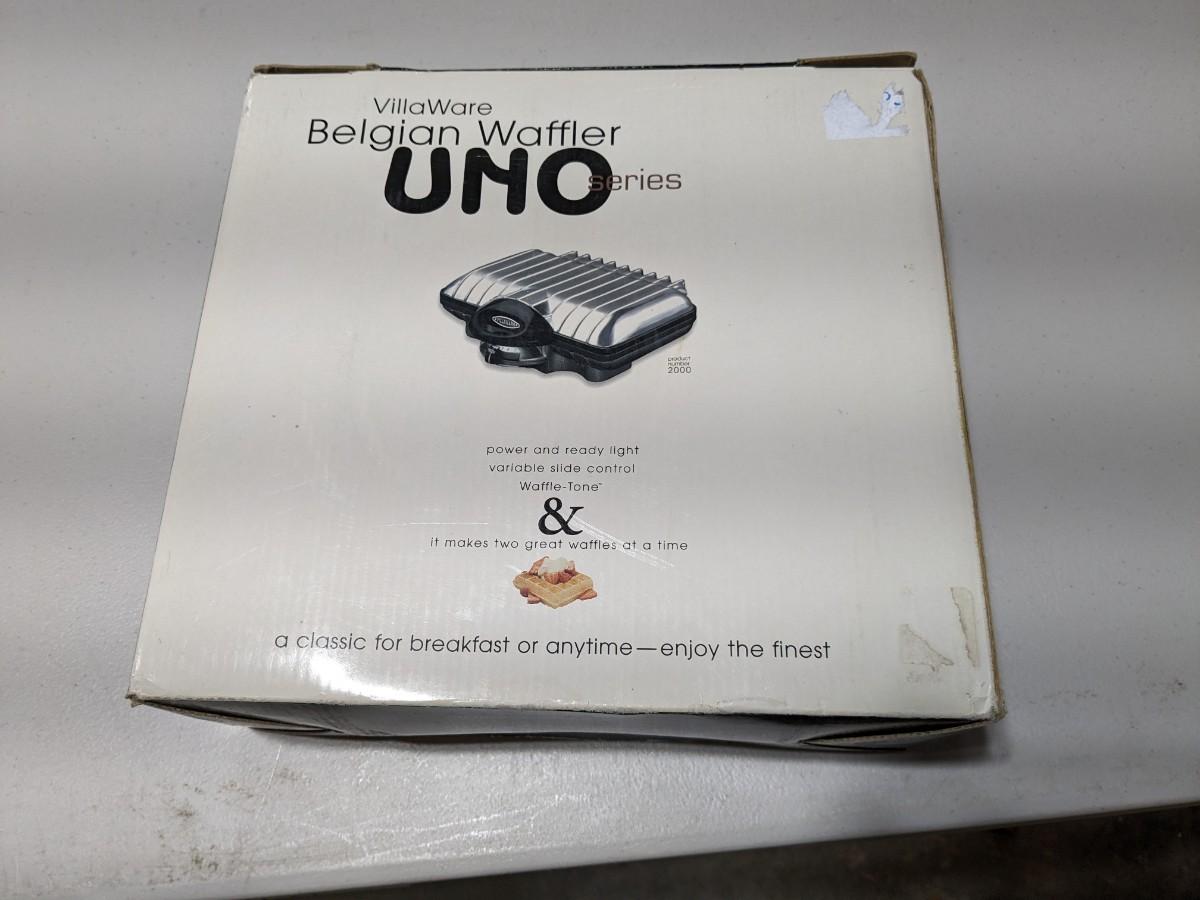 VillaWare
Belgian Waffler
UNO series
product
number
2000
power and ready light
variable slide control
Waffle-Tone™
&
it makes two great waffles at a time
a classic for breakfast or anytime—enjoy the finest